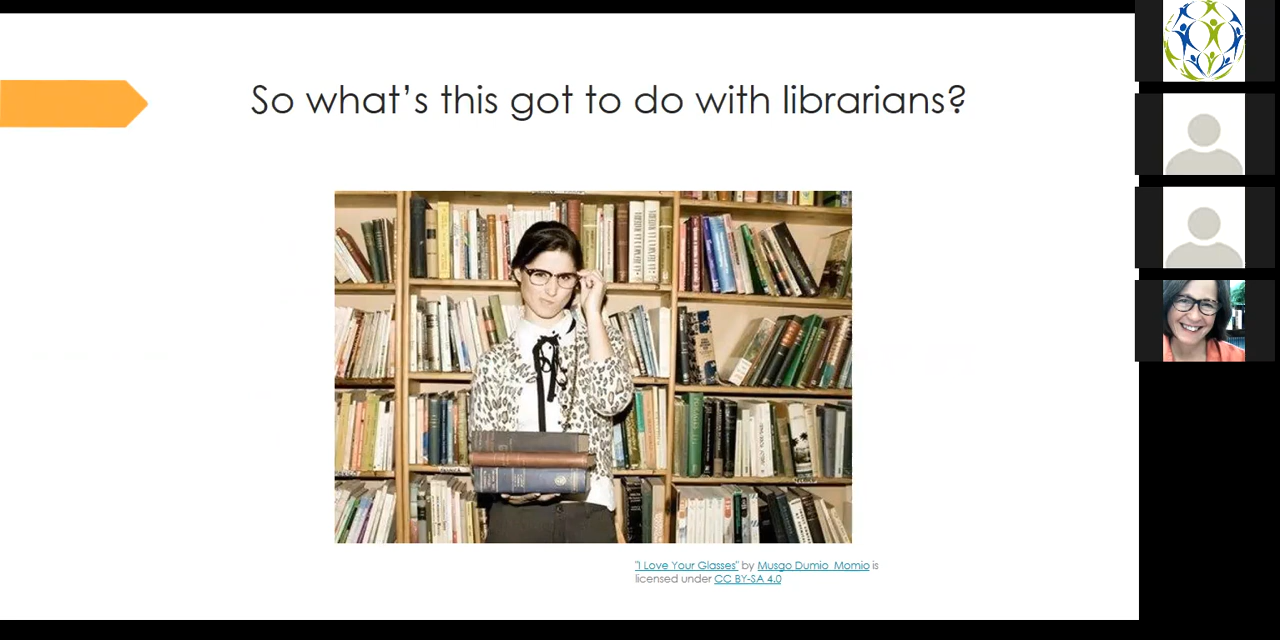 So what's this got to do with librarians?
"I Love Your Glasses" by Musgo Dumio_Momio is
licensed under CC BY-SA 4.0